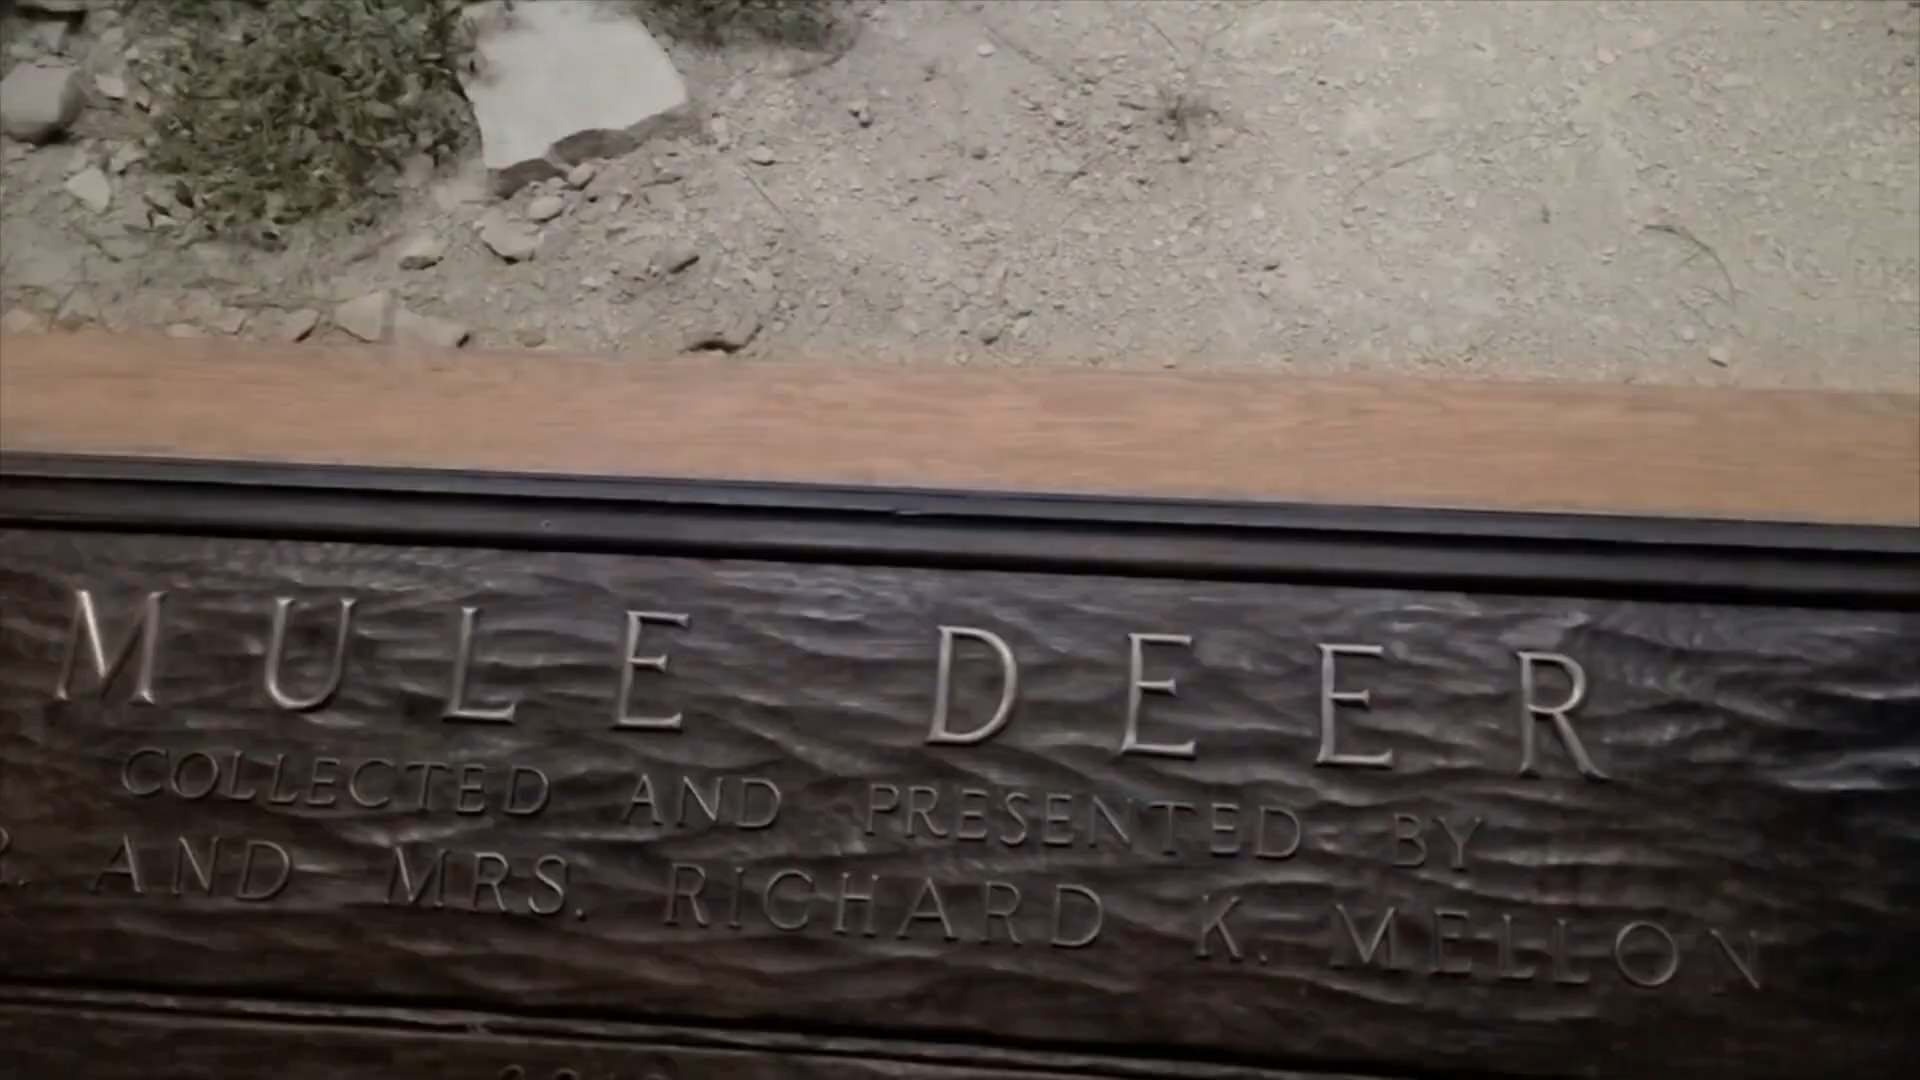 MULE DEER
COLLECTED AND PRESENTED BY
AND MRS. RICHARD K. MELLON